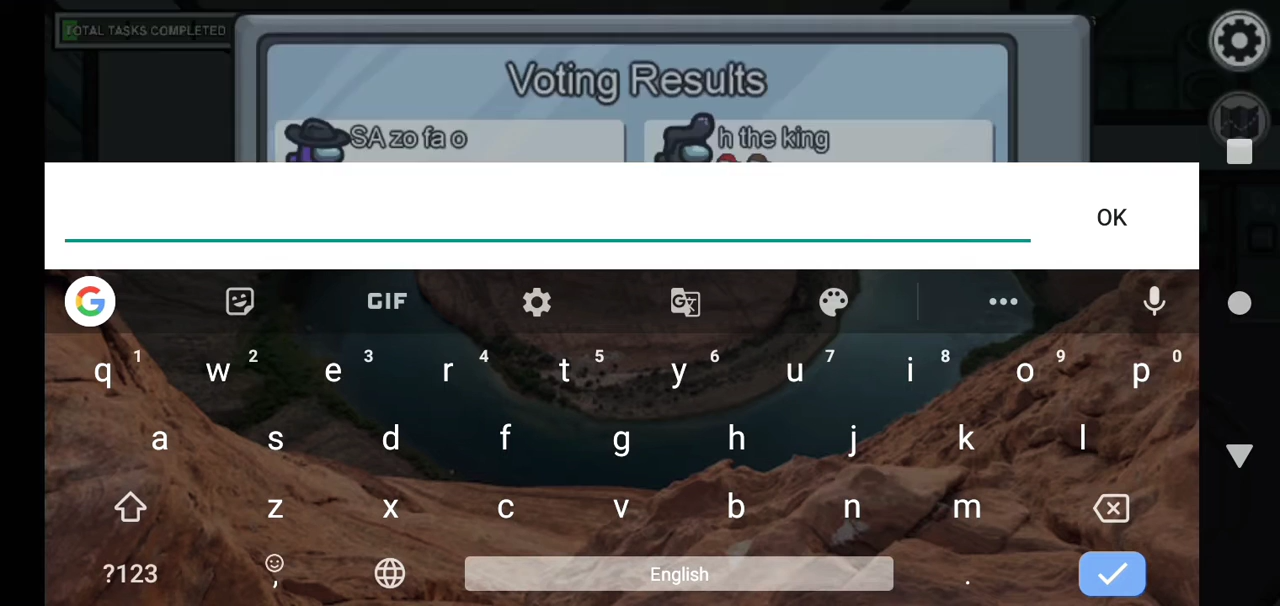 TOTAL TASKS COMPLETED
Voting Results
SA zo fa o
h the king
OK
GIF
q 1 w 2 e 3 r 4 t 5 y 6 u 7 i 8 o 9 p 0
a s d f g h j k l
z x c v b n m
?123 , English .